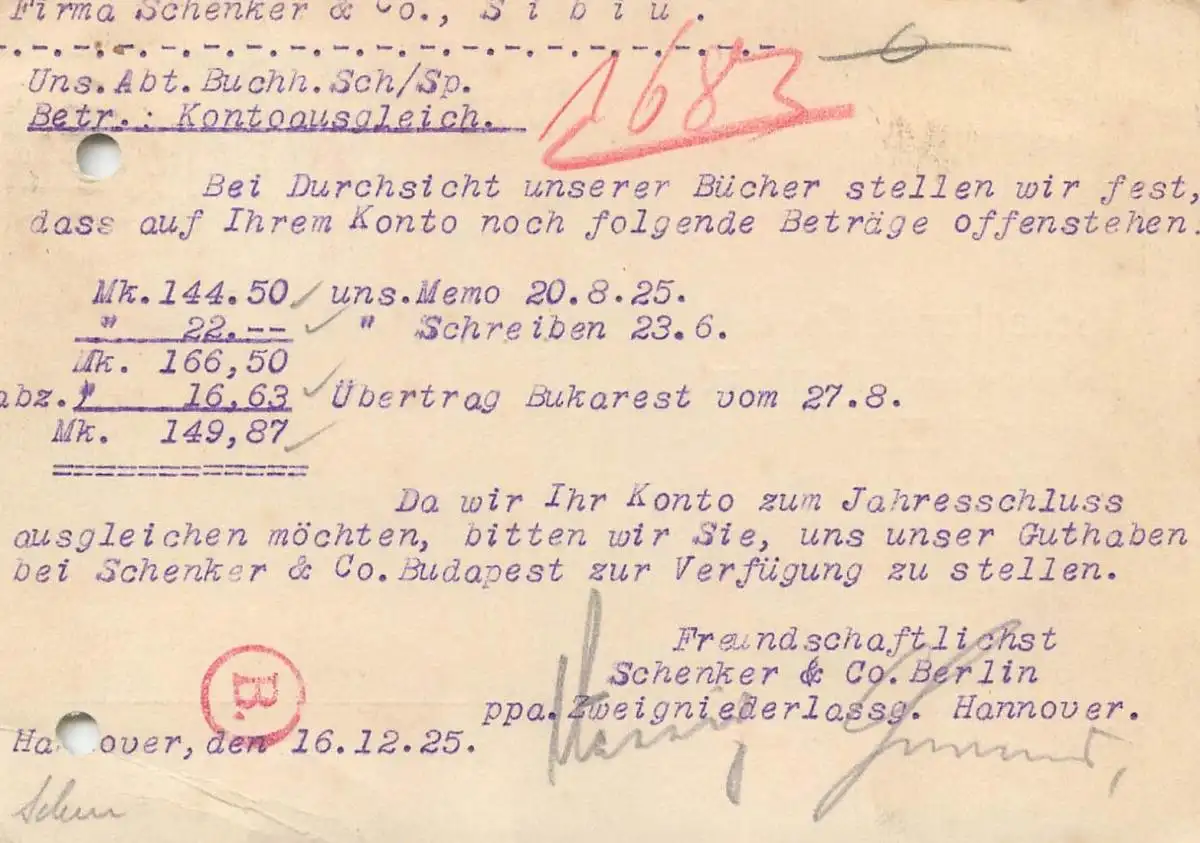 Firma Schenker & Co., S i b i u .
Uns.Abt.Buchh.Sch/Sp.
Betr.: Kontoausgleich.
1683
Bei Durchsicht unserer Bücher stellen wir fest,
dass auf Ihrem Konto noch folgende Beträge offenstehen.
Mk.144.50 uns.Memo 20.8.25.
" 22.-- " Schreiben 23.6.
Mk. 166,50
abz." 16,63 Übertrag Bukarest vom 27.8.
Mk. 149,87
============
Da wir Ihr Konto zum Jahresschluss
ausgleichen möchten, bitten wir Sie, uns unser Guthaben
bei Schenker & Co.Budapest zur Verfügung zu stellen.
Freundschaftlichst
Schenker & Co.Berlin
ppa.Zweigniederlassg. Hannover.
B.
Hannover, den 16.12.25.